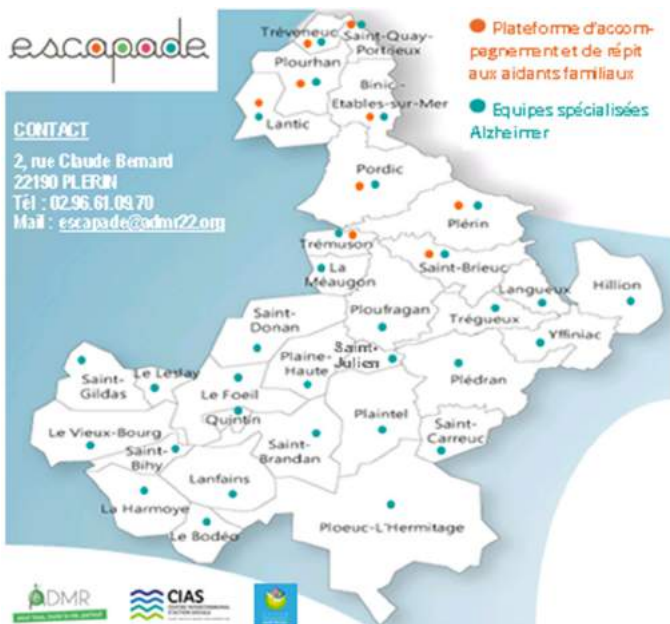 escapade
Plateforme d'accom-
pagnement et de répit
aux aidants familiaux
Equipes spécialisées
Alzheimer
CONTACT
2, rue Claude Bernard
22190 PLERIN
Tél : 02.96.61.09.70
Mail : escapade@admr22.org
Tréveneuc
Saint-Quay-
Portrieux
Plourhan
Binic -
Etables-sur-Mer
Lantic
Pordic
Plérin
Trémuson
Saint-Brieuc
La
Méaugon
Langueux
Hillion
Saint-
Donan
Ploufragan
Trégueux
Yffiniac
Saint-
Julien
Plaine-
Haute
Saint-
Gildas
Le Leslay
Le Foeil
Plédran
Quintin
Plaintel
Saint-
Carreuc
Le Vieux-Bourg
Saint-
Bihy
Saint-
Brandan
Lanfains
La Harmoye
Ploeuc-L'Hermitage
Le Bodéo
ADMR
CIAS